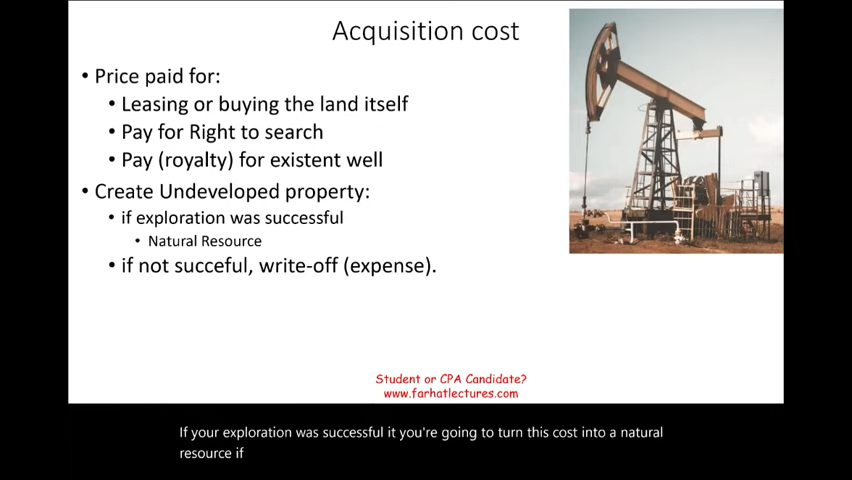 Acquisition cost
• Price paid for:
• Leasing or buying the land itself
• Pay for Right to search
• Pay (royalty) for existent well
• Create Undeveloped property:
• if exploration was successful
• Natural Resource
• if not succeful, write-off (expense).
Student or CPA Candidate?
www.farhatlectures.com
If your exploration was successful it you're going to turn this cost into a natural
resource if